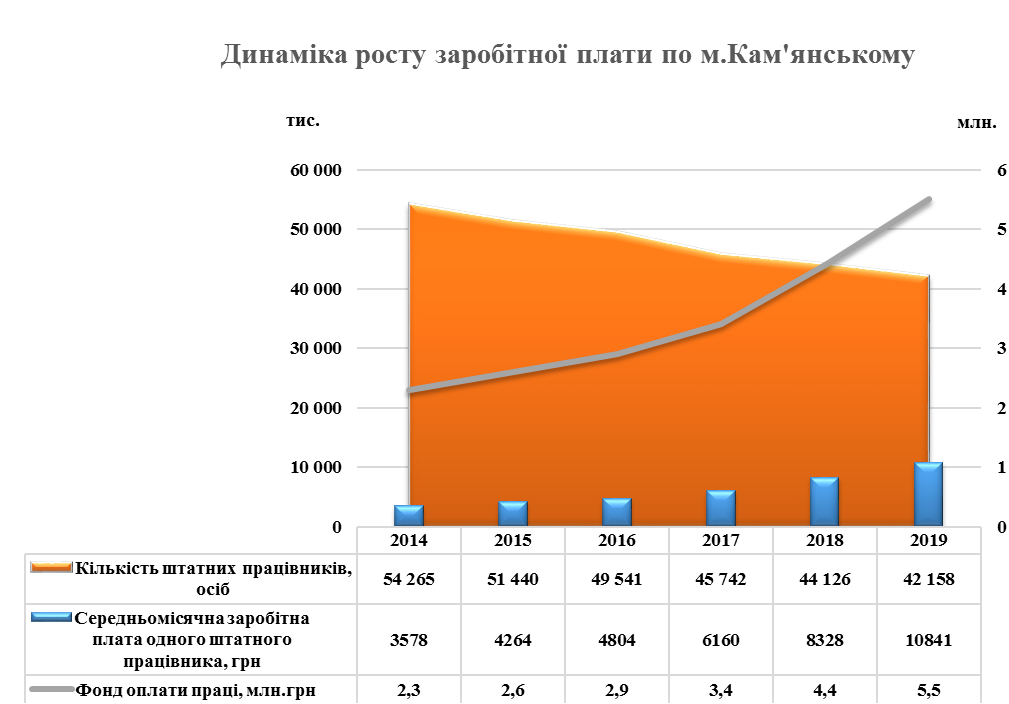 Динаміка росту заробітної плати по м.Кам'янському
тис.
млн.
60 000
6
50 000
5
40 000
4
30 000
3
20 000
2
10 000
1
0
0
2014 2015 2016 2017 2018 2019
Кількість штатних працівників,
осіб
54 265 51 440 49 541 45 742 44 126 42 158
Середньомісячна заробітна
плата одного штатного
працівника, грн
3578 4264 4804 6160 8328 10841
Фонд оплати праці, млн.грн 2,3 2,6 2,9 3,4 4,4 5,5